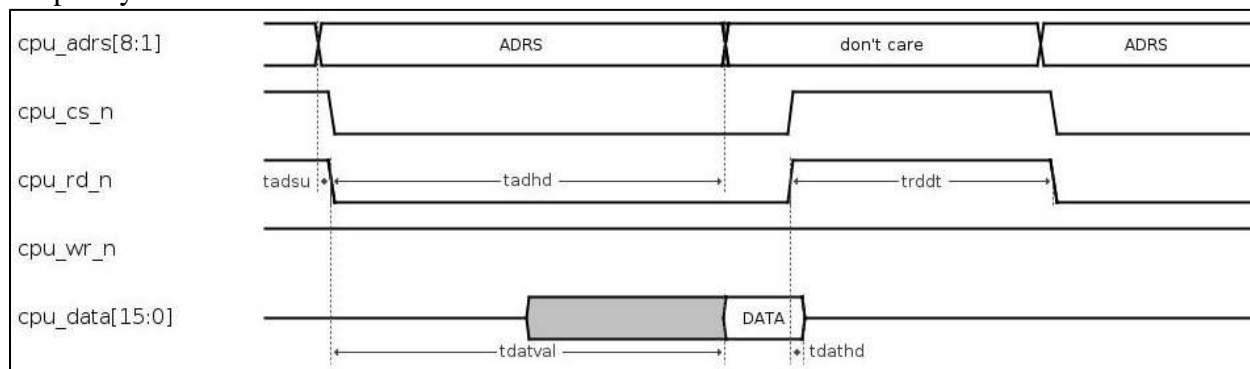 cpu_adrs[8:1] ADRS don't care ADRS
cpu_cs_n
cpu_rd_n tadsu tadhd trddt
cpu_wr_n
cpu_data[15:0] DATA
tdatval tdathd